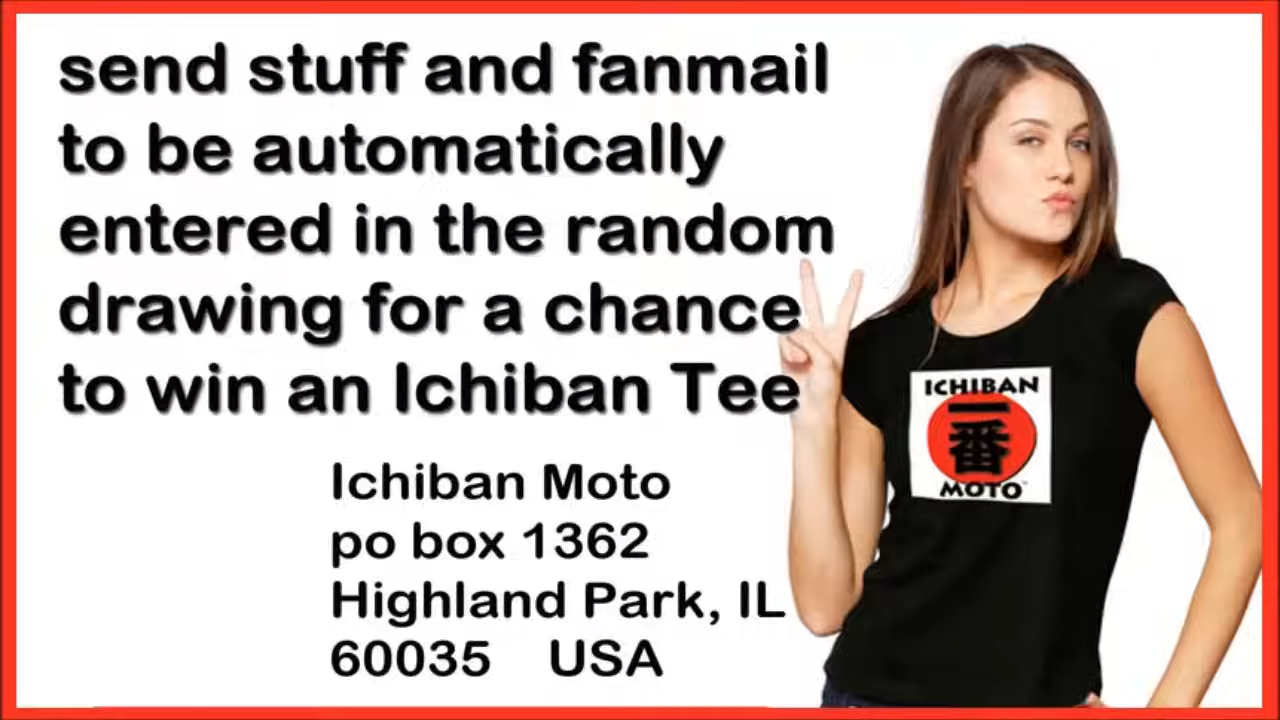 send stuff and fanmail
to be automatically
entered in the random
drawing for a chance
to win an Ichiban Tee
Ichiban Moto
po box 1362
Highland Park, IL
60035 USA
ICHIBAN
一番
MOTO™